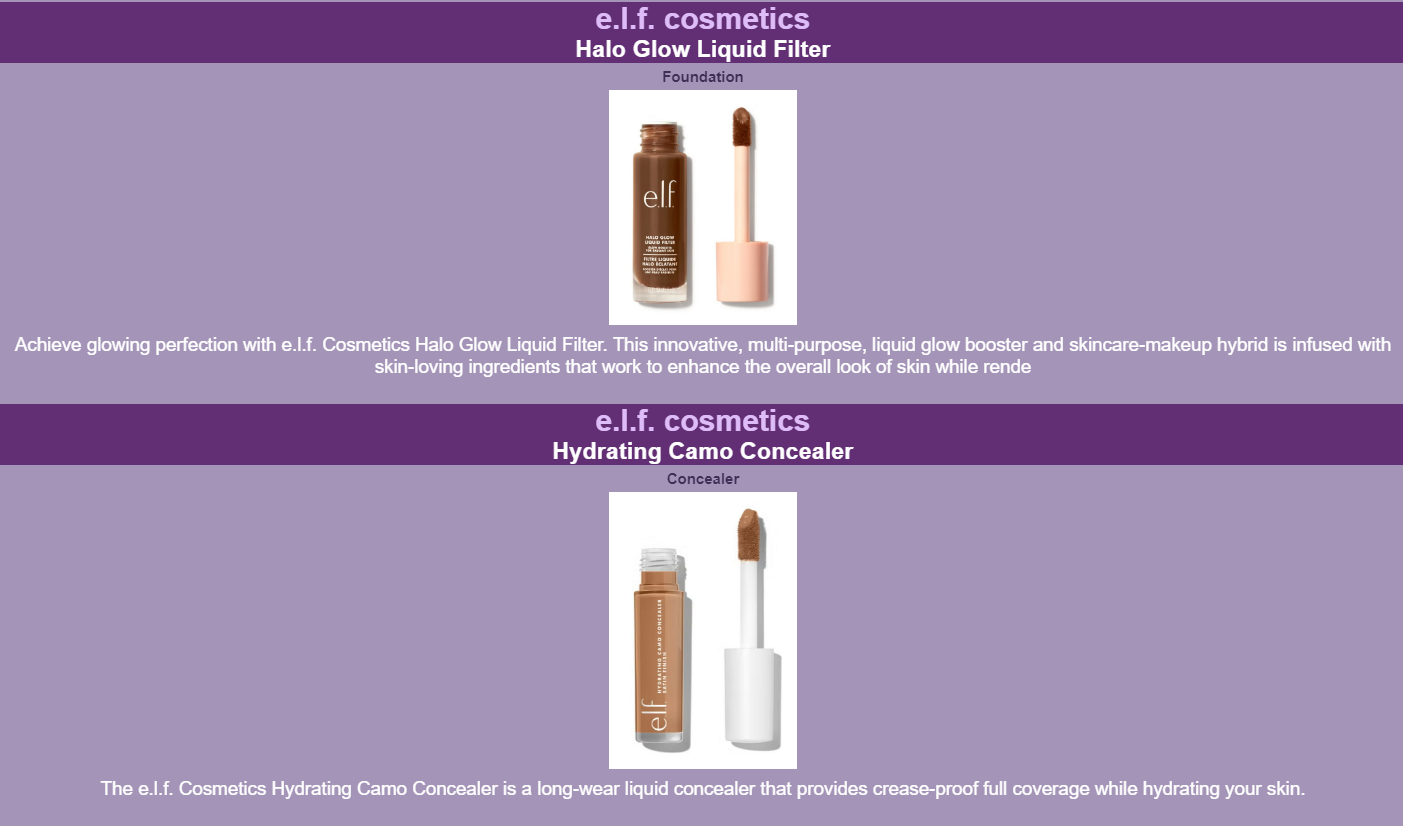 e.l.f. cosmetics
Halo Glow Liquid Filter
Foundation
e.l.f.
HALO GLOW
LIQUID FILTER
FILTRE LIQUIDE
HALO ÉCLATANT
Achieve glowing perfection with e.l.f. Cosmetics Halo Glow Liquid Filter. This innovative, multi-purpose, liquid glow booster and skincare-makeup hybrid is infused with
skin-loving ingredients that work to enhance the overall look of skin while rende
e.l.f. cosmetics
Hydrating Camo Concealer
Concealer
e.l.f.
HYDRATING CAMO CONCEALER
SATIN FINISH
The e.l.f. Cosmetics Hydrating Camo Concealer is a long-wear liquid concealer that provides crease-proof full coverage while hydrating your skin.